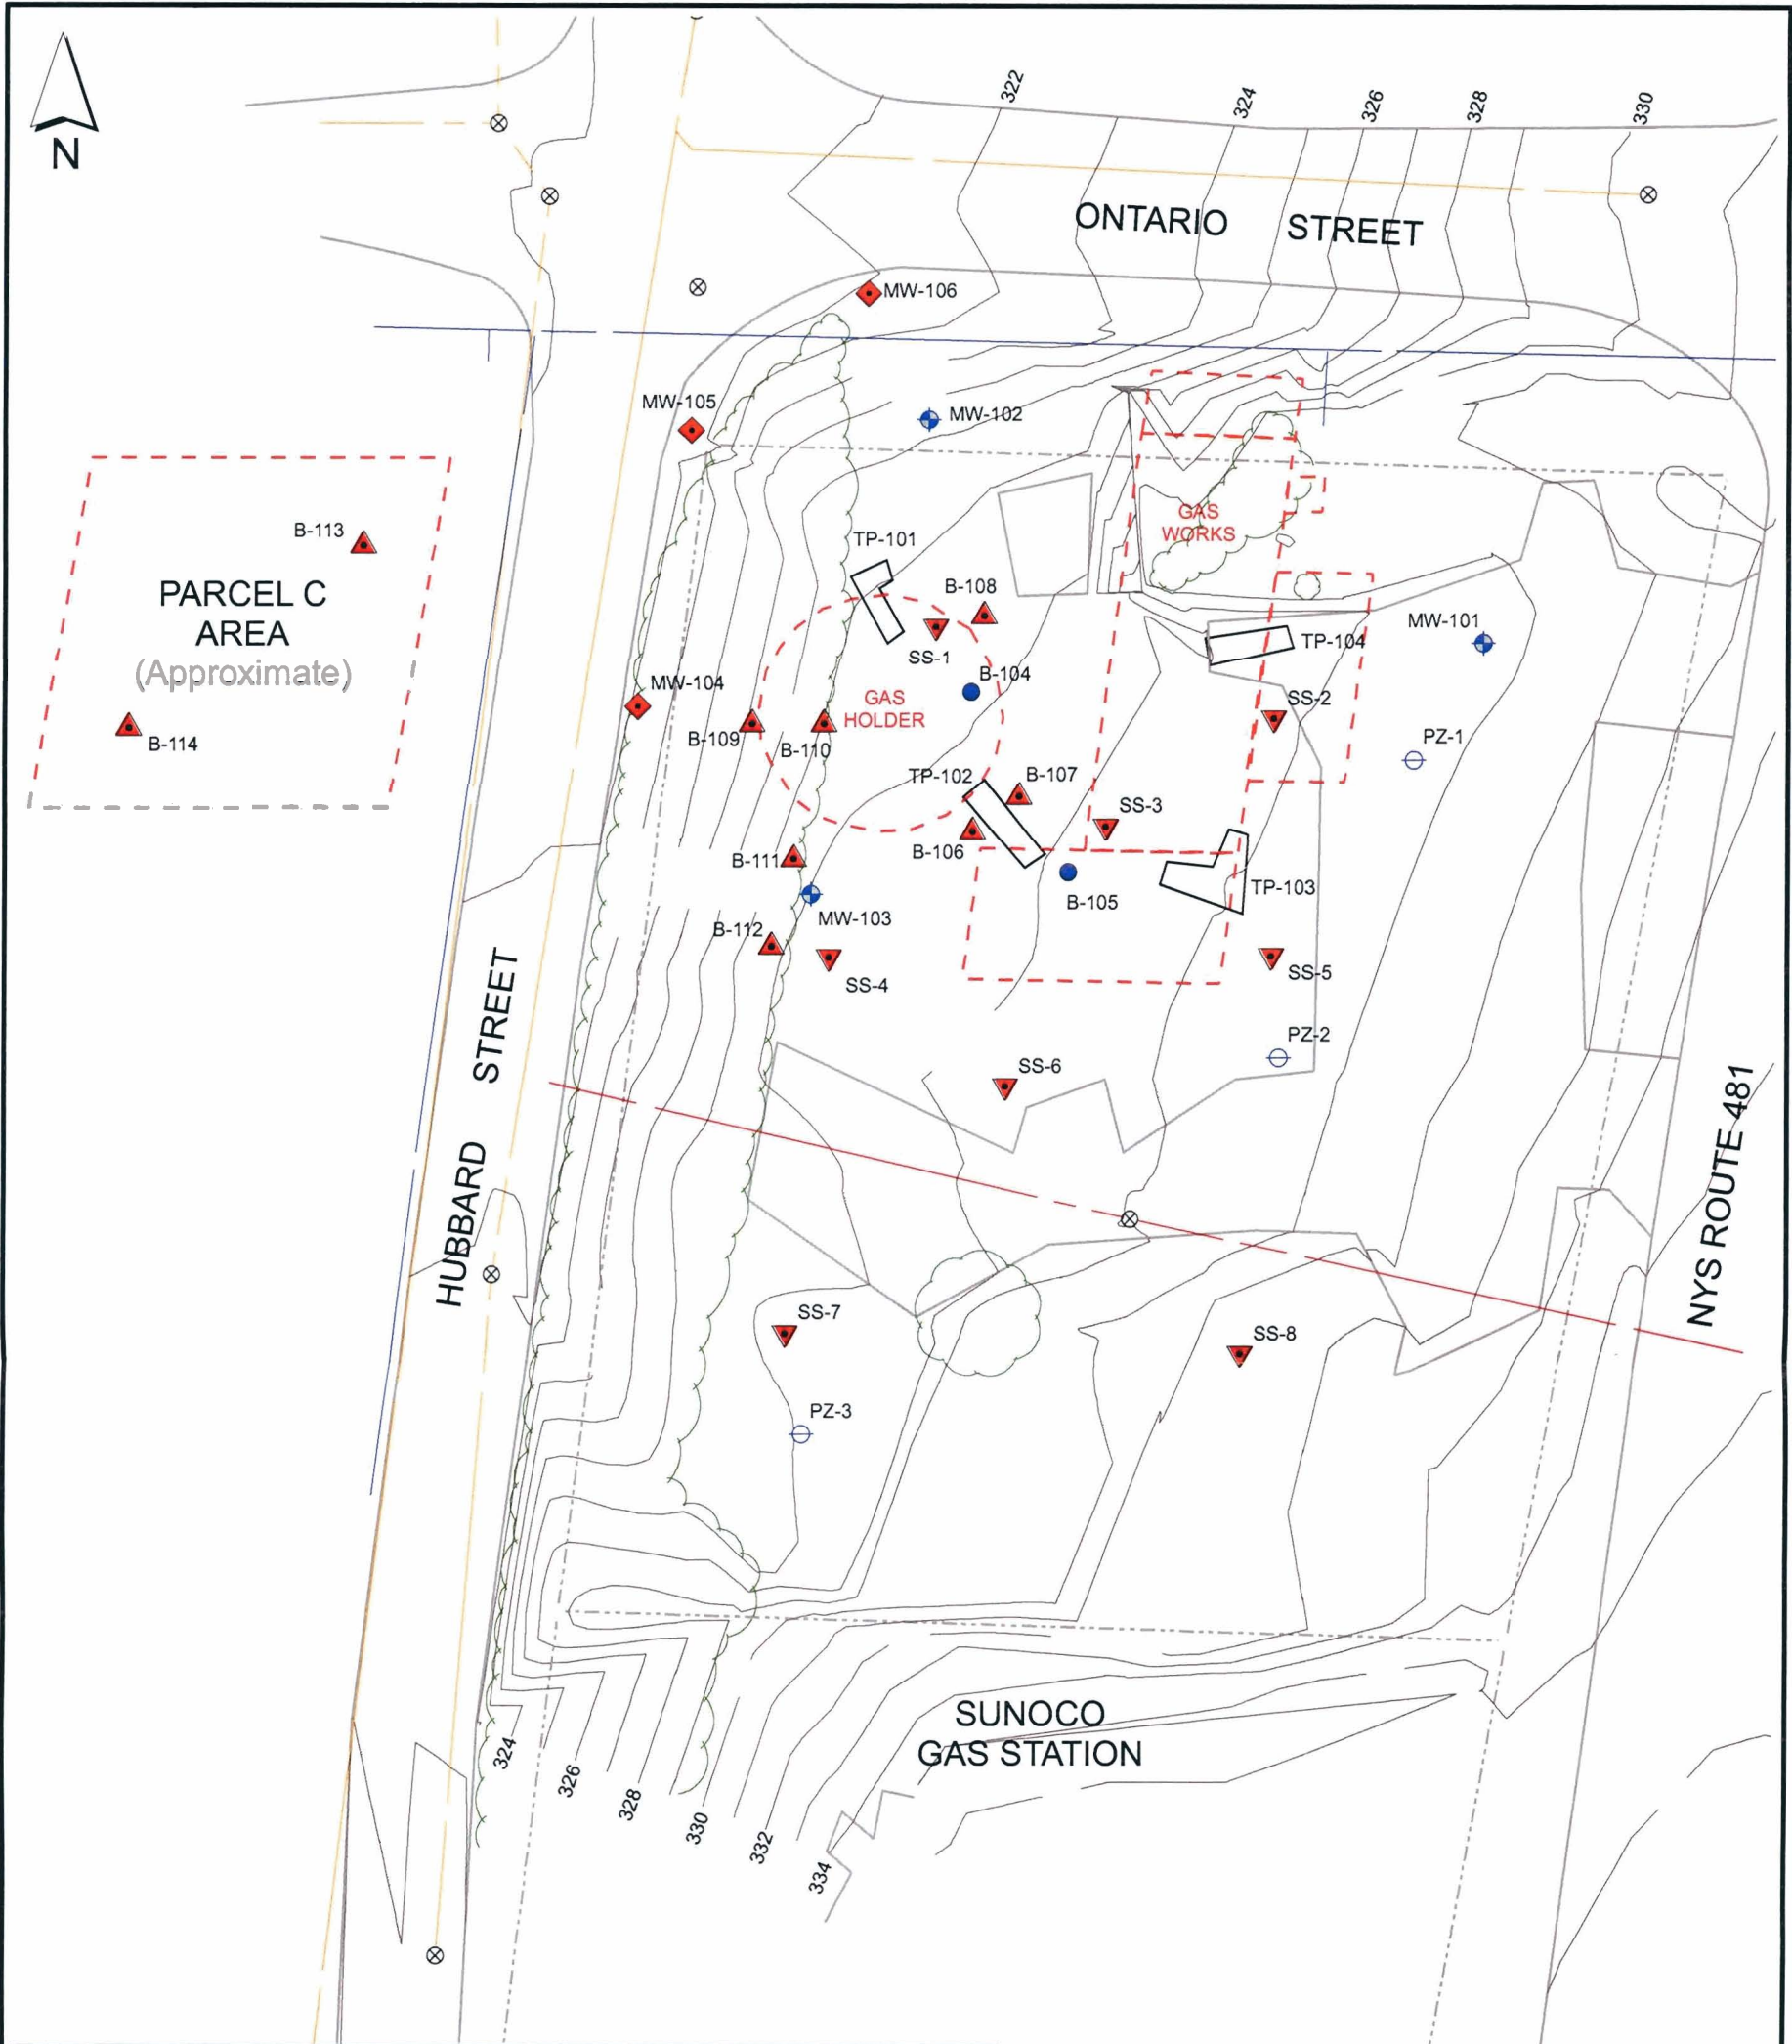 N
322
324
326
328
330
ONTARIO STREET
MW-106
MW-105
MW-102
B-113
PARCEL C
AREA
(Approximate)
B-114
GAS
WORKS
TP-101
B-108
SS-1
B-104
MW-104
GAS
HOLDER
B-109
B-110
TP-104
MW-101
SS-2
PZ-1
TP-102
B-107
SS-3
B-106
B-111
B-105
TP-103
MW-103
B-112
SS-4
SS-5
PZ-2
SS-6
HUBBARD STREET
NYS ROUTE 481
SS-7
SS-8
PZ-3
SUNOCO
GAS STATION
324
326
328
330
332
334